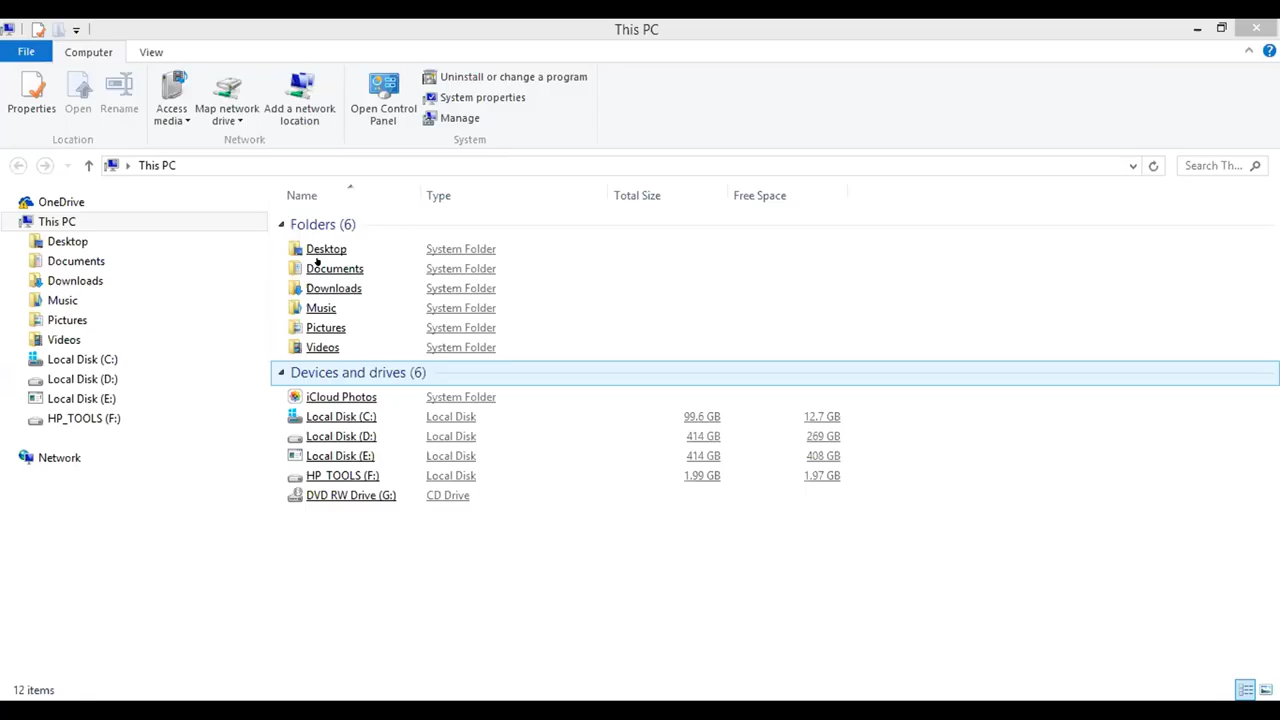 This PC
File Computer View
Properties Open Rename Access media Map network drive Add a network location Open Control Panel Uninstall or change a program
System properties
Manage
Location Network System
This PC Search Th...
Name Type Total Size Free Space
OneDrive
This PC
Desktop
Documents
Downloads
Music
Pictures
Videos
Local Disk (C:)
Local Disk (D:)
Local Disk (E:)
HP_TOOLS (F:)
Network
Folders (6)
Desktop System Folder
Documents System Folder
Downloads System Folder
Music System Folder
Pictures System Folder
Videos System Folder
Devices and drives (6)
iCloud Photos System Folder
Local Disk (C:) Local Disk 99.6 GB 12.7 GB
Local Disk (D:) Local Disk 414 GB 269 GB
Local Disk (E:) Local Disk 414 GB 408 GB
HP_TOOLS (F:) Local Disk 1.99 GB 1.97 GB
DVD RW Drive (G:) CD Drive
12 items